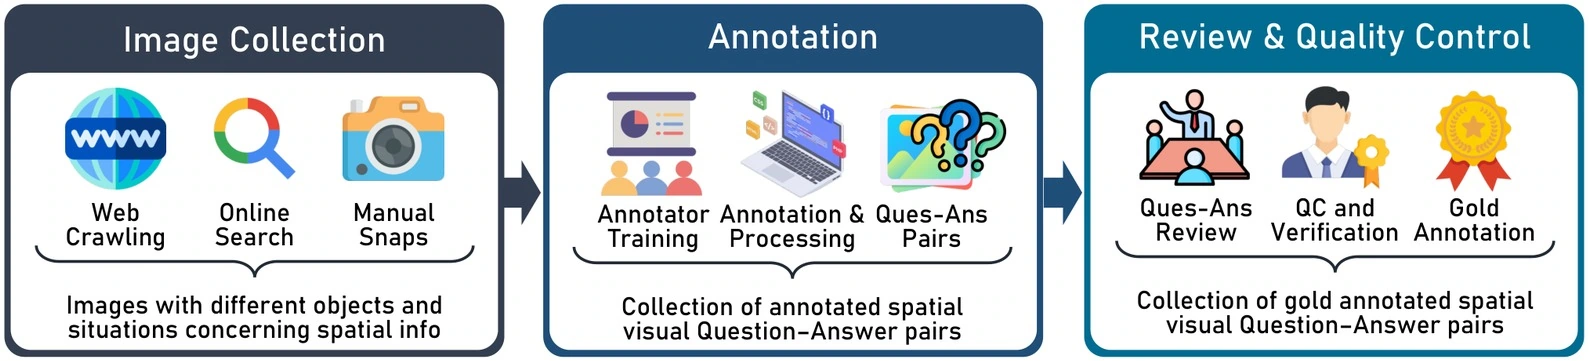 Image Collection
www
Web
Crawling
Online
Search
Manual
Snaps
Images with different objects and
situations concerning spatial info
Annotation
CSS
{}
</>
Annotator
Training
Annotation &
Processing
Ques-Ans
Pairs
Collection of annotated spatial
visual Question–Answer pairs
Review & Quality Control
Ques-Ans
Review
QC and
Verification
Gold
Annotation
Collection of gold annotated spatial
visual Question–Answer pairs